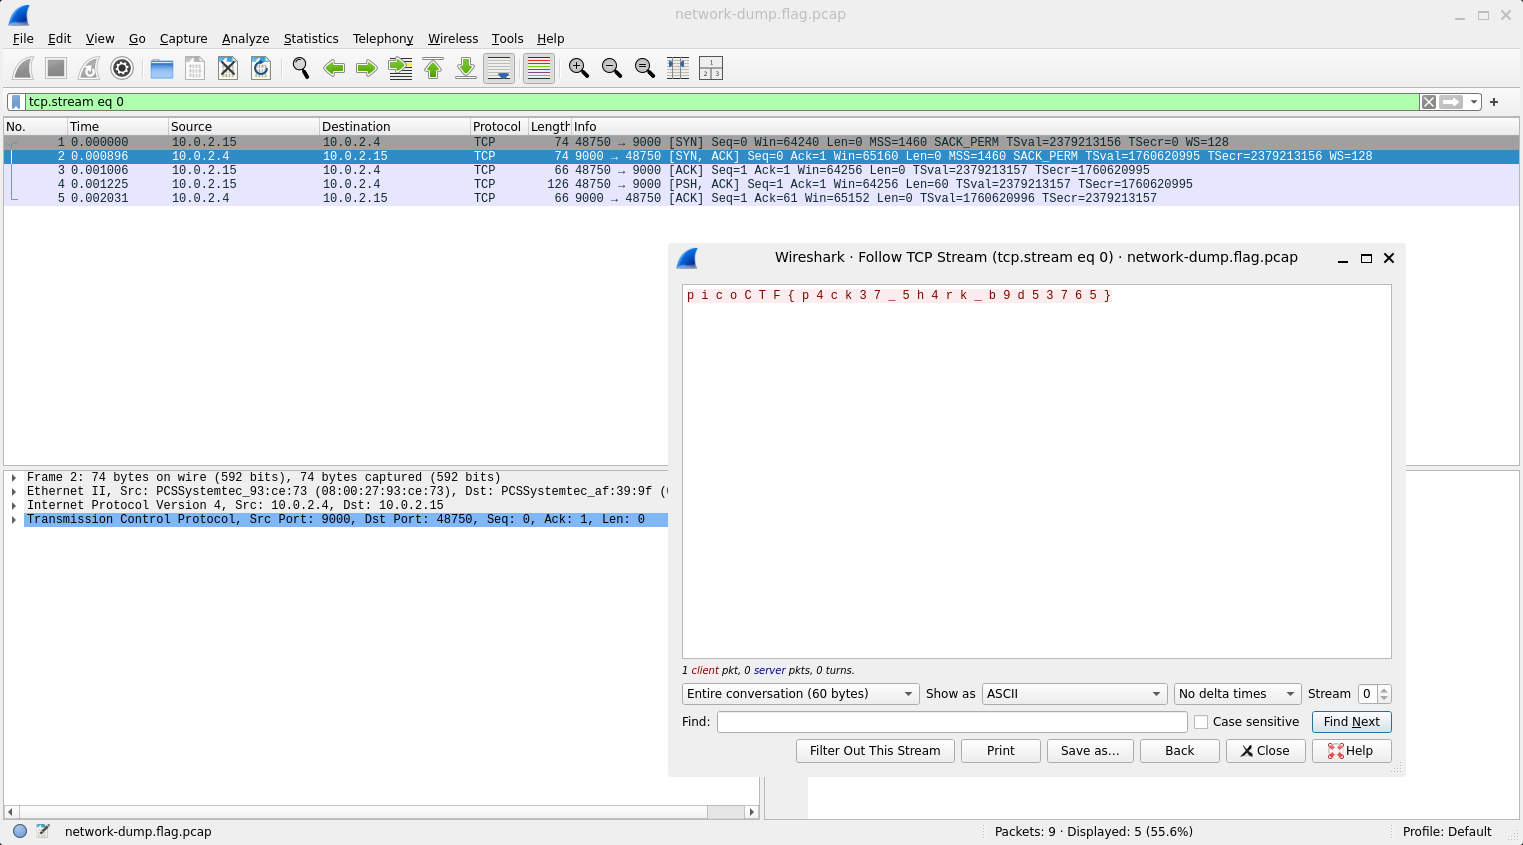 network-dump.flag.pcap
File Edit View Go Capture Analyze Statistics Telephony Wireless Tools Help
tcp.stream eq 0
No. Time Source Destination Protocol Length Info
1 0.000000 10.0.2.15 10.0.2.4 TCP 74 48750 → 9000 [SYN] Seq=0 Win=64240 Len=0 MSS=1460 SACK_PERM TSval=2379213156 TSecr=0 WS=128
2 0.000896 10.0.2.4 10.0.2.15 TCP 74 9000 → 48750 [SYN, ACK] Seq=0 Ack=1 Win=65160 Len=0 MSS=1460 SACK_PERM TSval=1760620995 TSecr=2379213156 WS=128
3 0.001006 10.0.2.15 10.0.2.4 TCP 66 48750 → 9000 [ACK] Seq=1 Ack=1 Win=64256 Len=0 TSval=2379213157 TSecr=1760620995
4 0.001225 10.0.2.15 10.0.2.4 TCP 126 48750 → 9000 [PSH, ACK] Seq=1 Ack=1 Win=64256 Len=60 TSval=2379213157 TSecr=1760620995
5 0.002031 10.0.2.4 10.0.2.15 TCP 66 9000 → 48750 [ACK] Seq=1 Ack=61 Win=65152 Len=0 TSval=1760620996 TSecr=2379213157
Wireshark · Follow TCP Stream (tcp.stream eq 0) · network-dump.flag.pcap
p i c o C T F { p 4 c k 3 7 _ 5 h 4 r k _ b 9 d 5 3 7 6 5 }
1 client pkt, 0 server pkts, 0 turns.
Entire conversation (60 bytes) Show as ASCII No delta times Stream 0
Find: Case sensitive Find Next
Filter Out This Stream Print Save as... Back Close Help
Frame 2: 74 bytes on wire (592 bits), 74 bytes captured (592 bits)
Ethernet II, Src: PCSSystemtec_93:ce:73 (08:00:27:93:ce:73), Dst: PCSSystemtec_af:39:9f (
Internet Protocol Version 4, Src: 10.0.2.4, Dst: 10.0.2.15
Transmission Control Protocol, Src Port: 9000, Dst Port: 48750, Seq: 0, Ack: 1, Len: 0
network-dump.flag.pcap Packets: 9 · Displayed: 5 (55.6%) Profile: Default